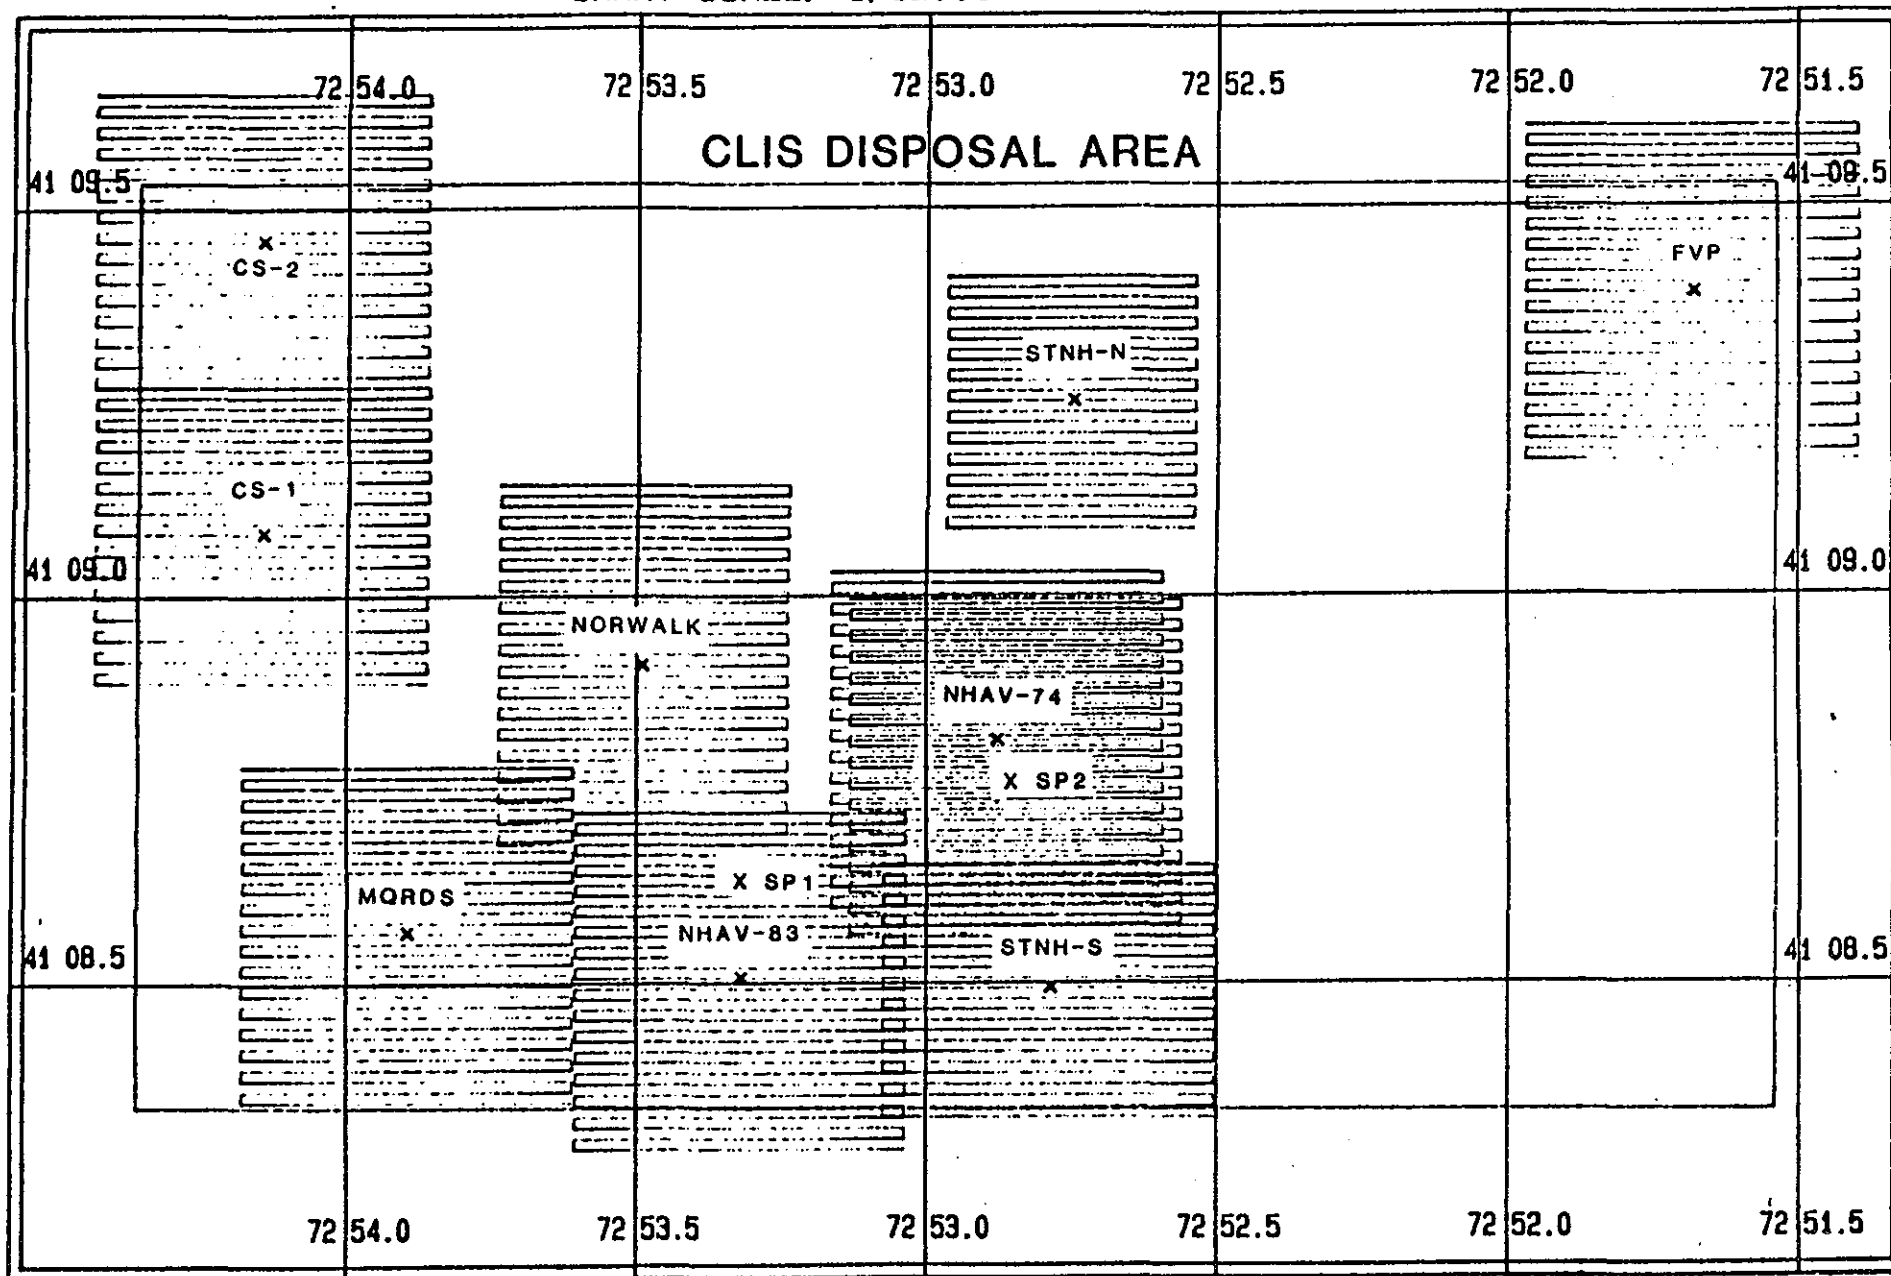 72 54.0 72 53.5 72 53.0 72 52.5 72 52.0 72 51.5
CLIS DISPOSAL AREA
41 09.5 41 09.5
CS-2
FVP
STNH-N
CS-1
41 09.0 41 09.0
NORWALK
NHAV-74
X SP2
X SP1
MQRDS
NHAV-83
STNH-S
41 08.5 41 08.5
72 54.0 72 53.5 72 53.0 72 52.5 72 52.0 72 51.5